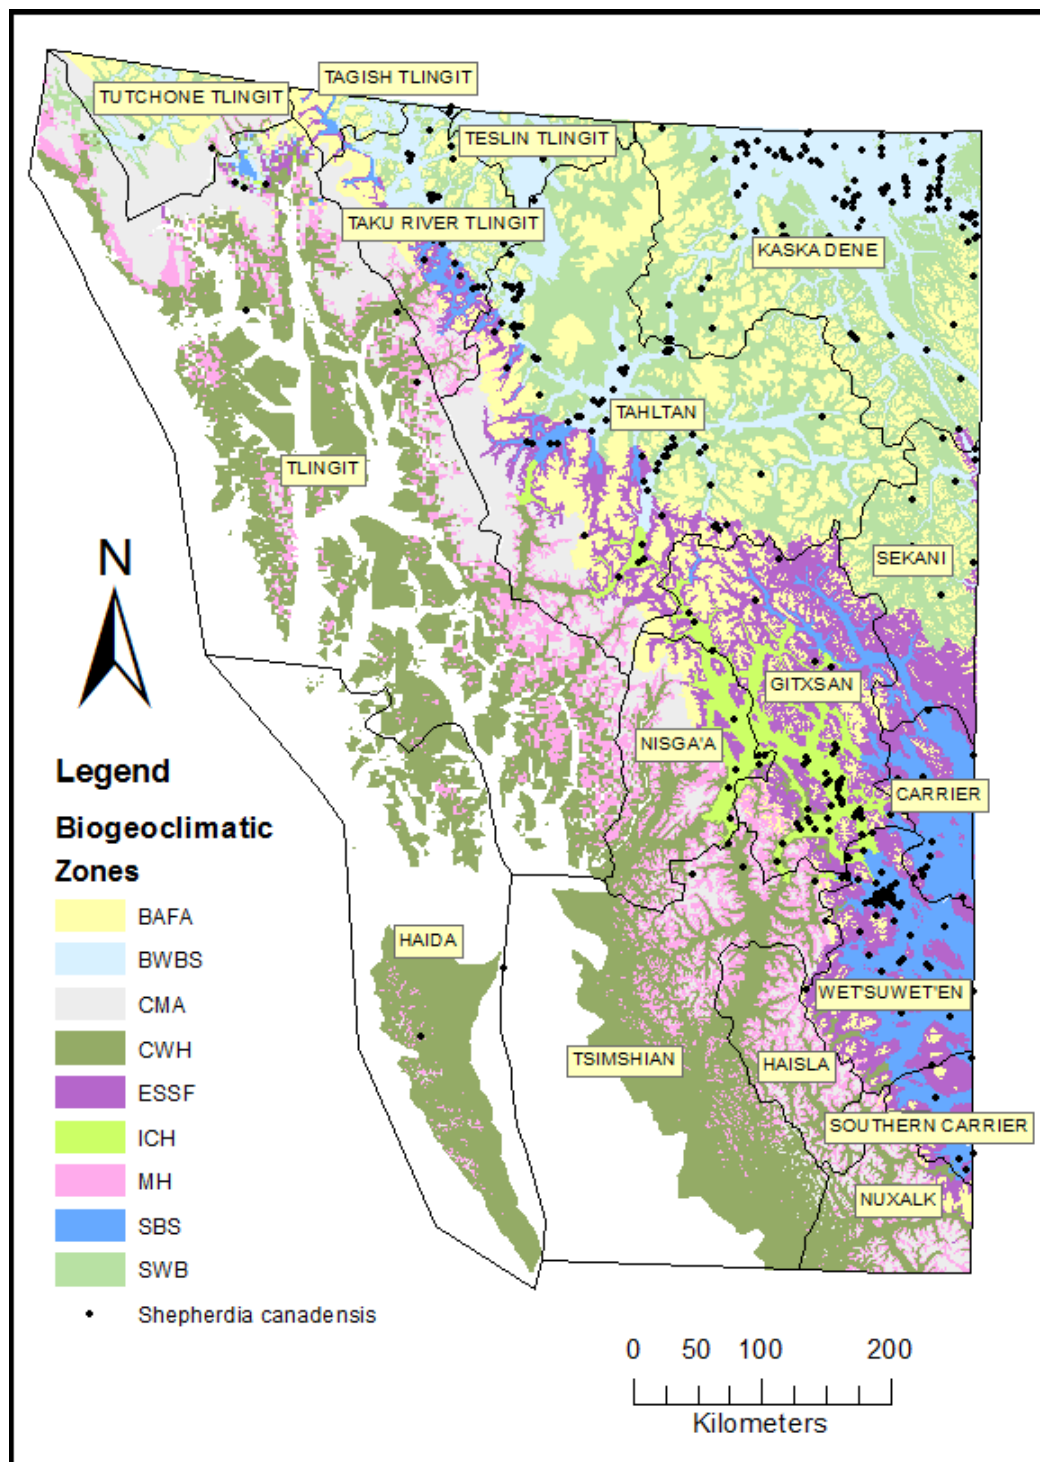 TAGISH TLINGIT
TUTCHONE TLINGIT
TESLIN TLINGIT
TAKU RIVER TLINGIT
KASKA DENE
TAHLTAN
TLINGIT
N
SEKANI
GITXSAN
NISGA'A
CARRIER
HAIDA
WET'SUWET'EN
TSIMSHIAN
HAISLA
SOUTHERN CARRIER
NUXALK
Legend
Biogeoclimatic
Zones
BAFA
BWBS
CMA
CWH
ESSF
ICH
MH
SBS
SWB
Shepherdia canadensis
0 50 100 200
Kilometers